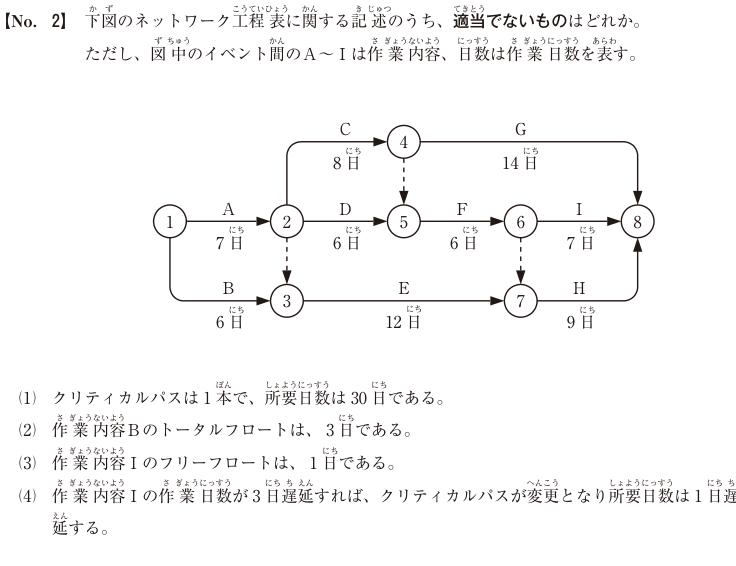 【No. 2】 下図のネットワーク工程表に関する記述のうち、適当でないものはどれか。
ただし、図中のイベント間のA～Iは作業内容、日数は作業日数を表す。
C
4
G
8日
14日
1
A
2
D
5
F
6
I
8
7日
6日
6日
7日
B
3
E
7
H
6日
12日
9日
⑴ クリティカルパスは1本で、所要日数は30日である。
⑵ 作業内容Bのトータルフロートは、3日である。
⑶ 作業内容Iのフリーフロートは、1日である。
⑷ 作業内容Iの作業日数が3日遅延すれば、クリティカルパスが変更となり所要日数は1日遅
延する。